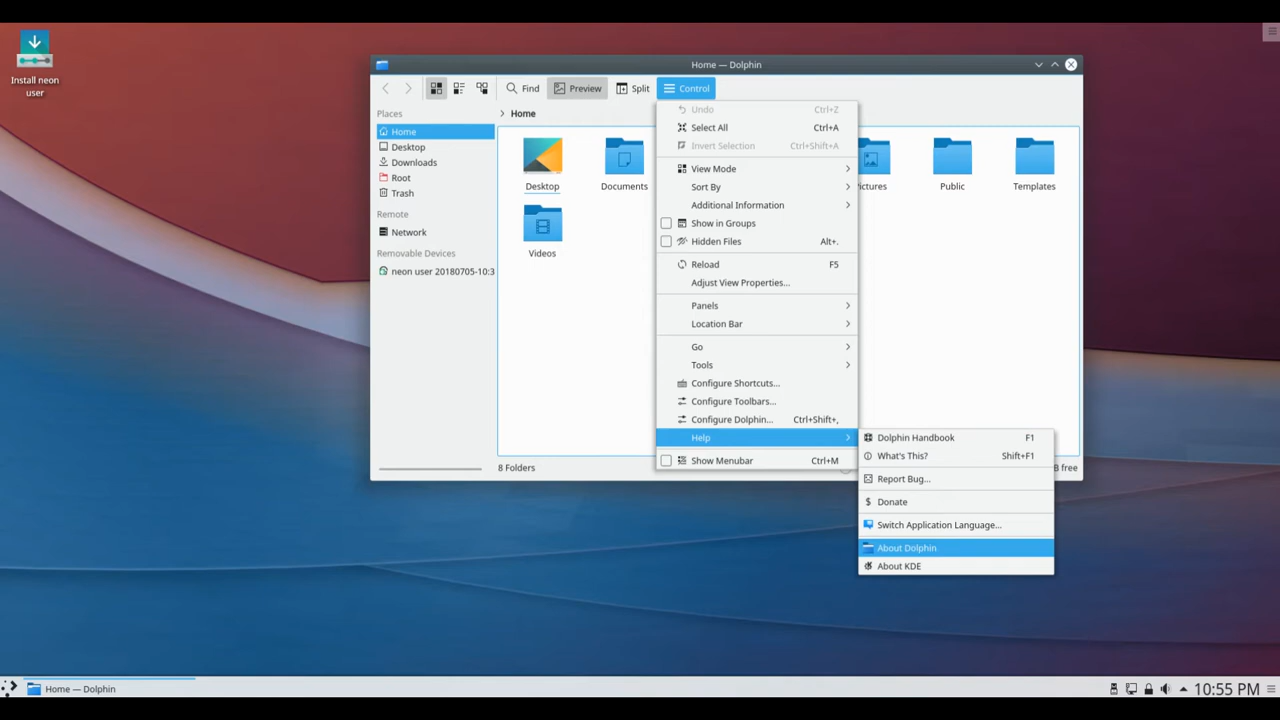 Install neon
user
Home — Dolphin
Find
Preview
Split
Control
Places
Home
Desktop
Downloads
Root
Trash
Remote
Network
Removable Devices
neon user 20180705-10:3
Home
Desktop
Documents
Pictures
Public
Templates
Videos
8 Folders
B free
Undo Ctrl+Z
Select All Ctrl+A
Invert Selection Ctrl+Shift+A
View Mode
Sort By
Additional Information
Show in Groups
Hidden Files Alt+.
Reload F5
Adjust View Properties...
Panels
Location Bar
Go
Tools
Configure Shortcuts...
Configure Toolbars...
Configure Dolphin... Ctrl+Shift+,
Help
Show Menubar Ctrl+M
Dolphin Handbook F1
What's This? Shift+F1
Report Bug...
$ Donate
Switch Application Language...
About Dolphin
About KDE
Home — Dolphin
10:55 PM